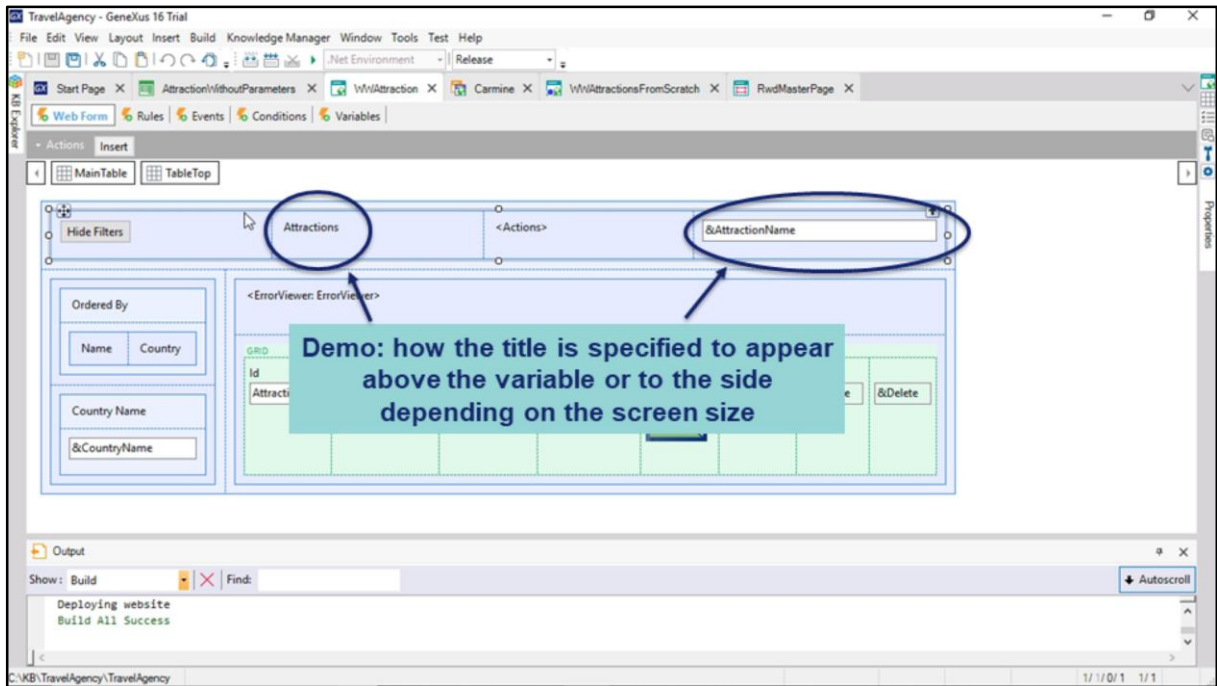 TravelAgency - GeneXus 16 Trial
File Edit View Layout Insert Build Knowledge Manager Window Tools Test Help
.Net Environment Release
Start Page AttractionWithoutParameters WWAttraction Carmine WWAttractionsFromScratch RwdMasterPage
KB Explorer
Web Form Rules Events Conditions Variables
Actions Insert
MainTable TableTop
Properties
Hide Filters Attractions <Actions> &AttractionName
Ordered By
<ErrorViewer: ErrorViewer>
Name Country
GRID
Id
&Delete
Country Name
&CountryName
Demo: how the title is specified to appear
above the variable or to the side
depending on the screen size
Output
Show: Build Find: Autoscroll
Deploying website
Build All Success
C:\KB\TravelAgency\TravelAgency 1/1/0/1 1/1